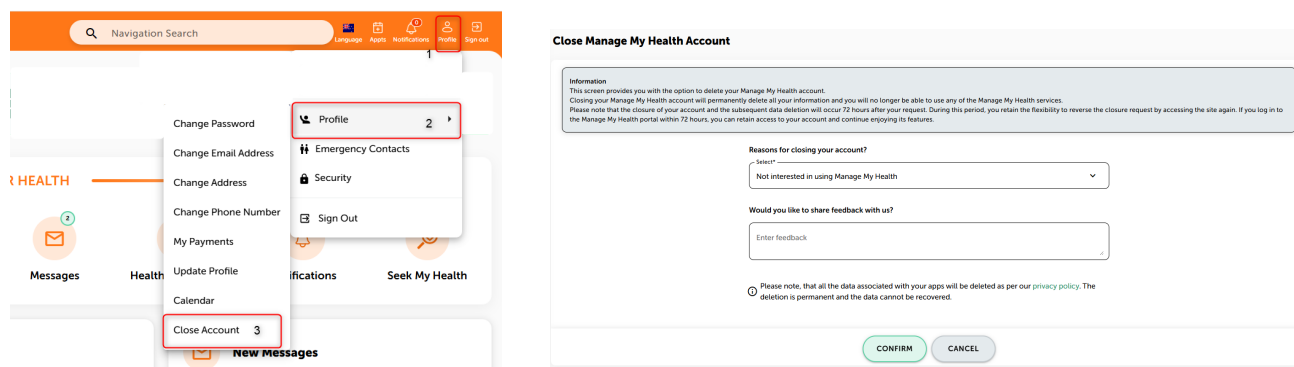 Navigation Search
Language
Appts
Notifications
Profile
Sign out
1
Profile
2
Emergency Contacts
Security
Sign Out
Change Password
Change Email Address
Change Address
Change Phone Number
My Payments
Update Profile
Calendar
Close Account 3
R HEALTH
2
Messages
Health
ifications
Seek My Health
New Messages
Close Manage My Health Account
Information
This screen provides you with the option to delete your Manage My Health account.
Closing your Manage My Health account will permanently delete all your information and you will no longer be able to use any of the Manage My Health services.
Please note that the closure of your account and the subsequent data deletion will occur 72 hours after your request. During this period, you retain the flexibility to reverse the closure request by accessing the site again. If you log in to
the Manage My Health portal within 72 hours, you can retain access to your account and continue enjoying its features.
Reasons for closing your account?
Select*
Not interested in using Manage My Health
Would you like to share feedback with us?
Enter feedback
Please note, that all the data associated with your apps will be deleted as per our privacy policy. The
deletion is permanent and the data cannot be recovered.
CONFIRM
CANCEL